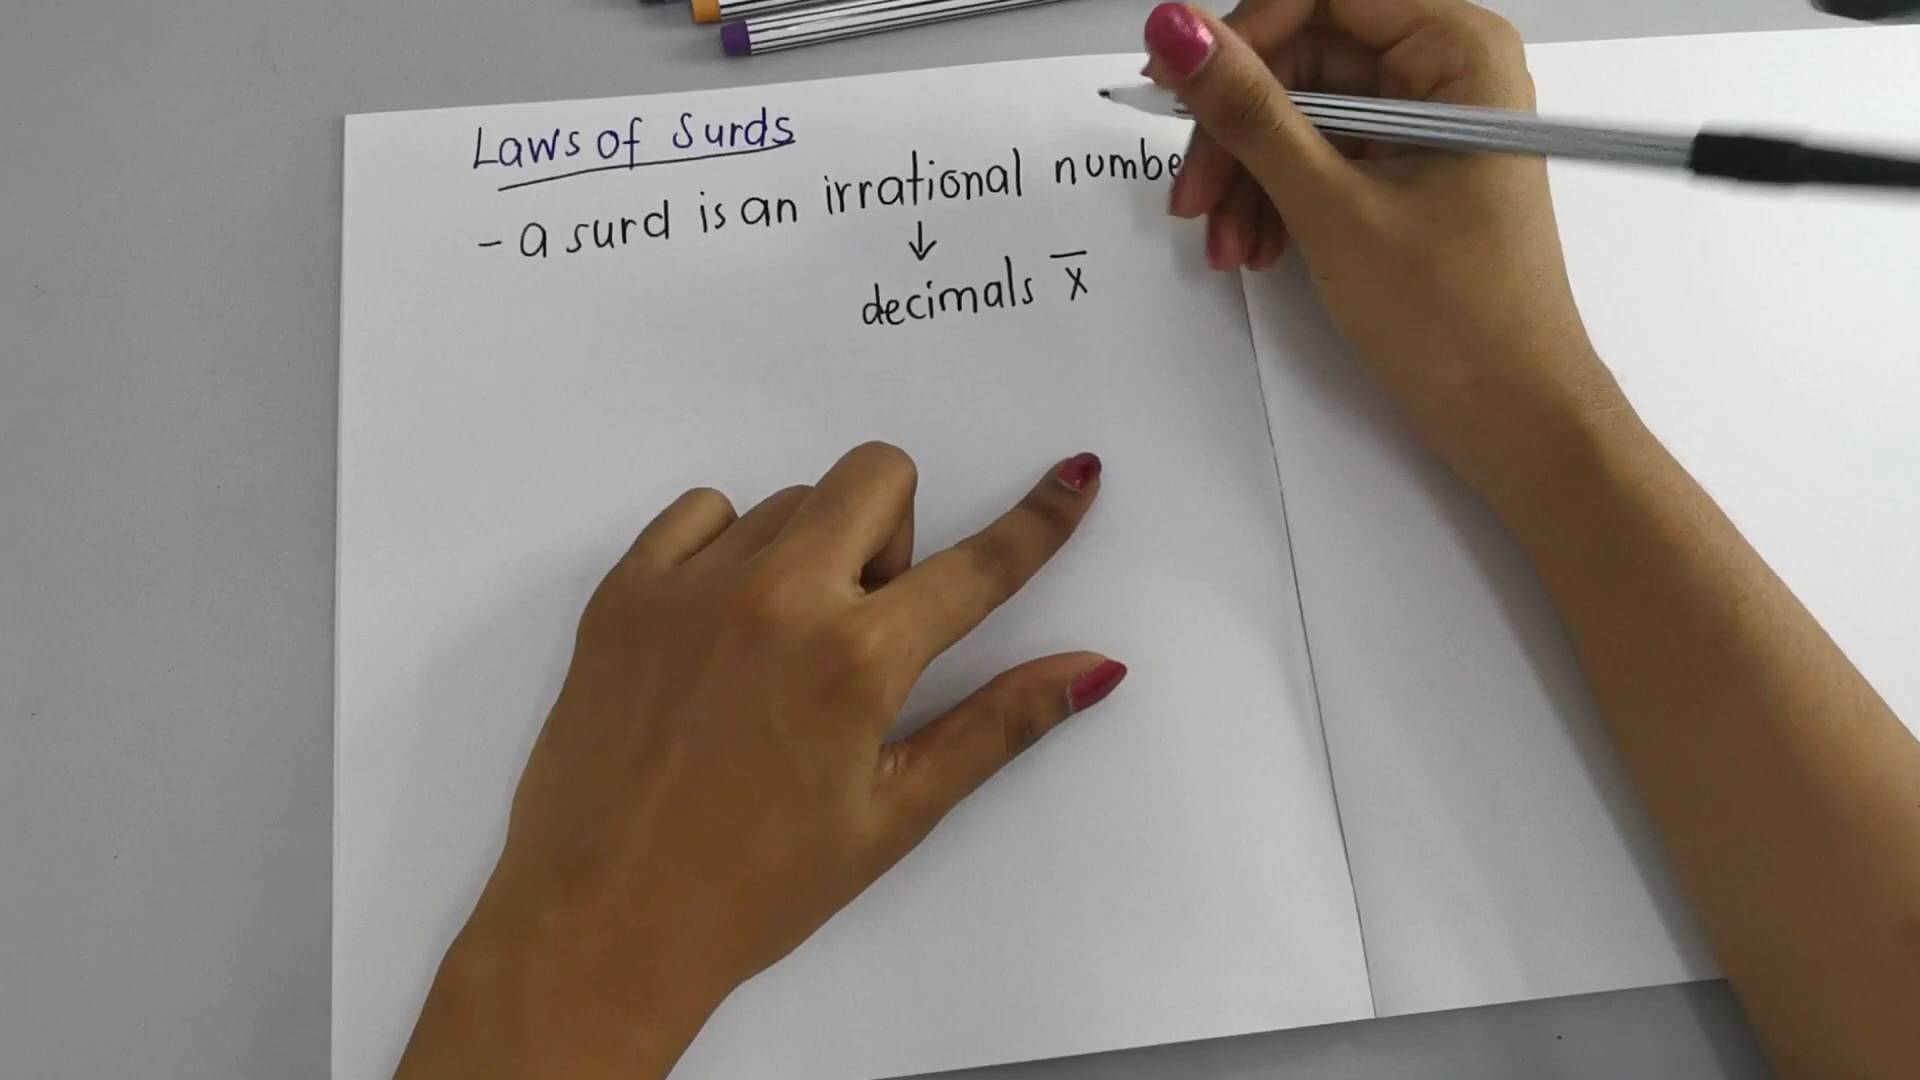 Laws of Surds
- a surd is an irrational numbe
↓
decimals x̅